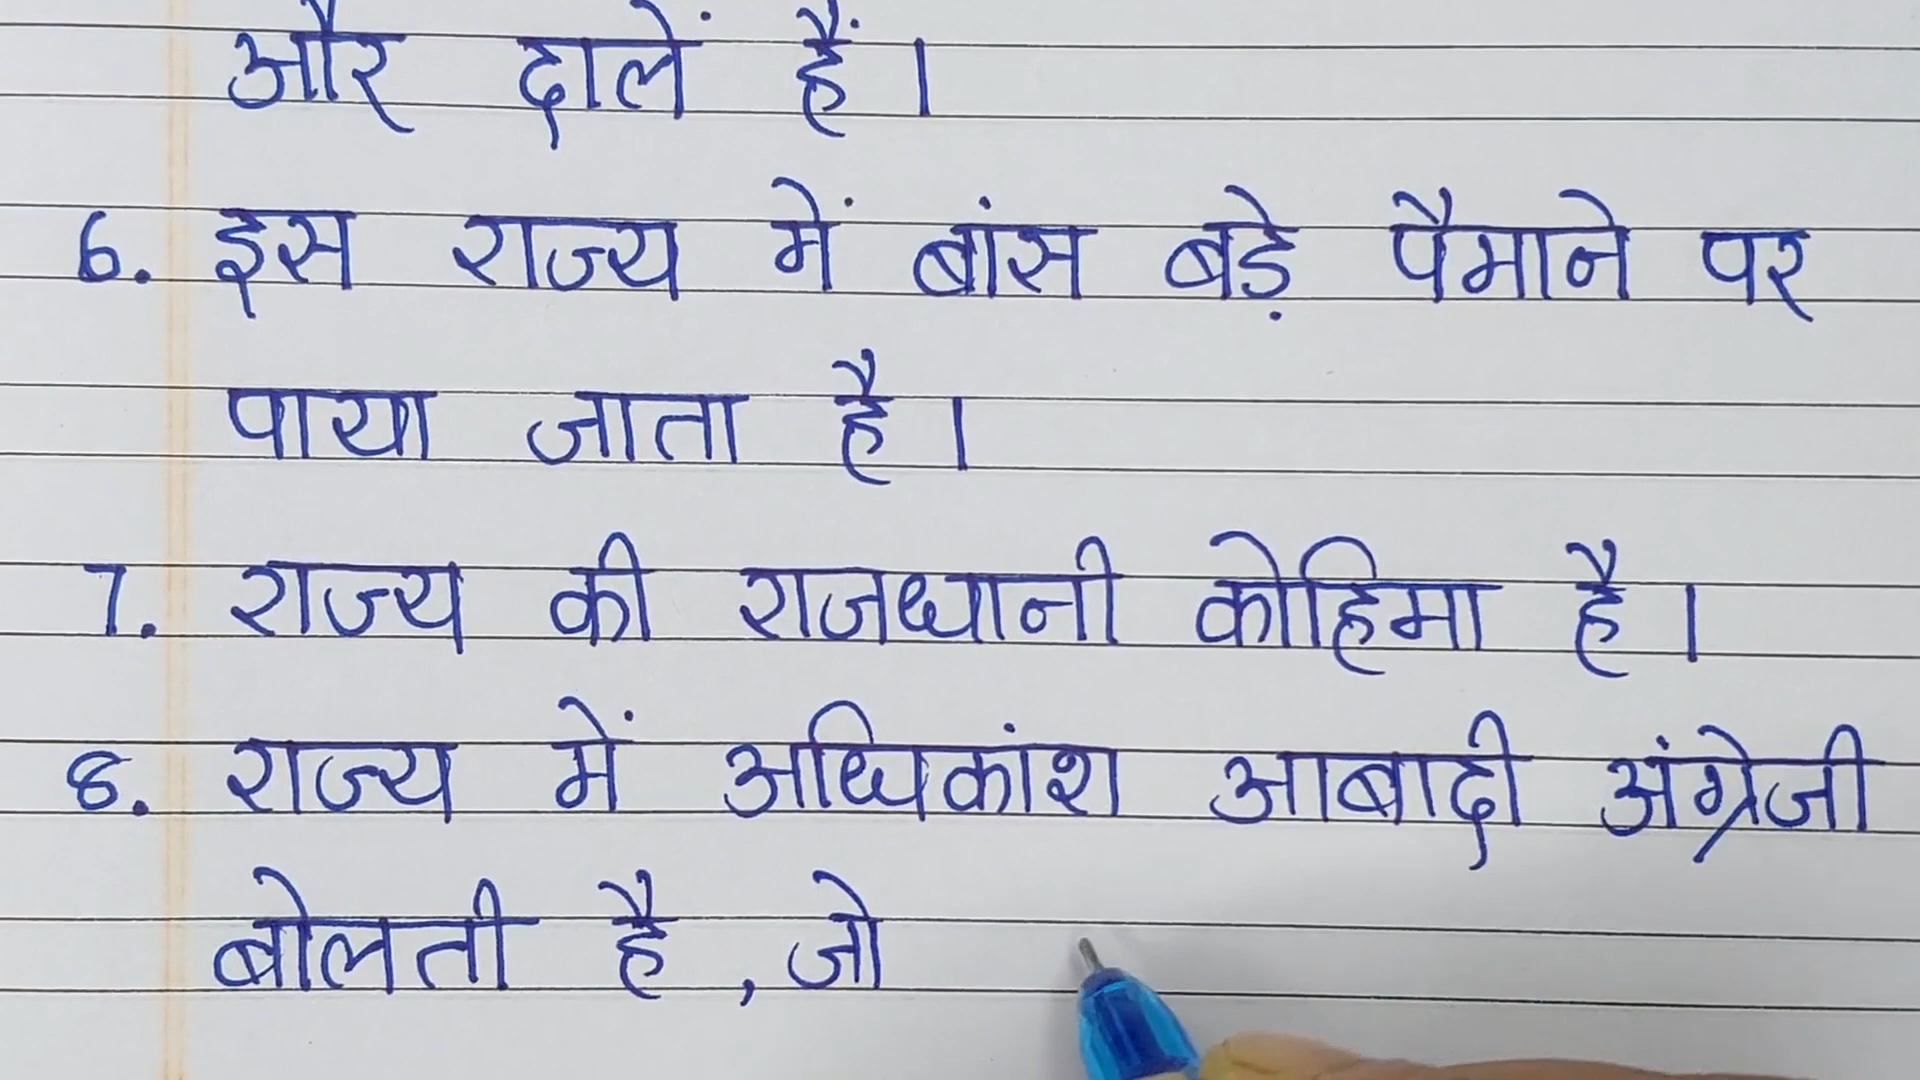 और दालें हैं।
6. इस राज्य में बांस बड़े पैमाने पर
पाया जाता है।
7. राज्य की राजधानी कोहिमा है।
8. राज्य में अधिकांश आबादी अंग्रेजी
बोलती है, जो